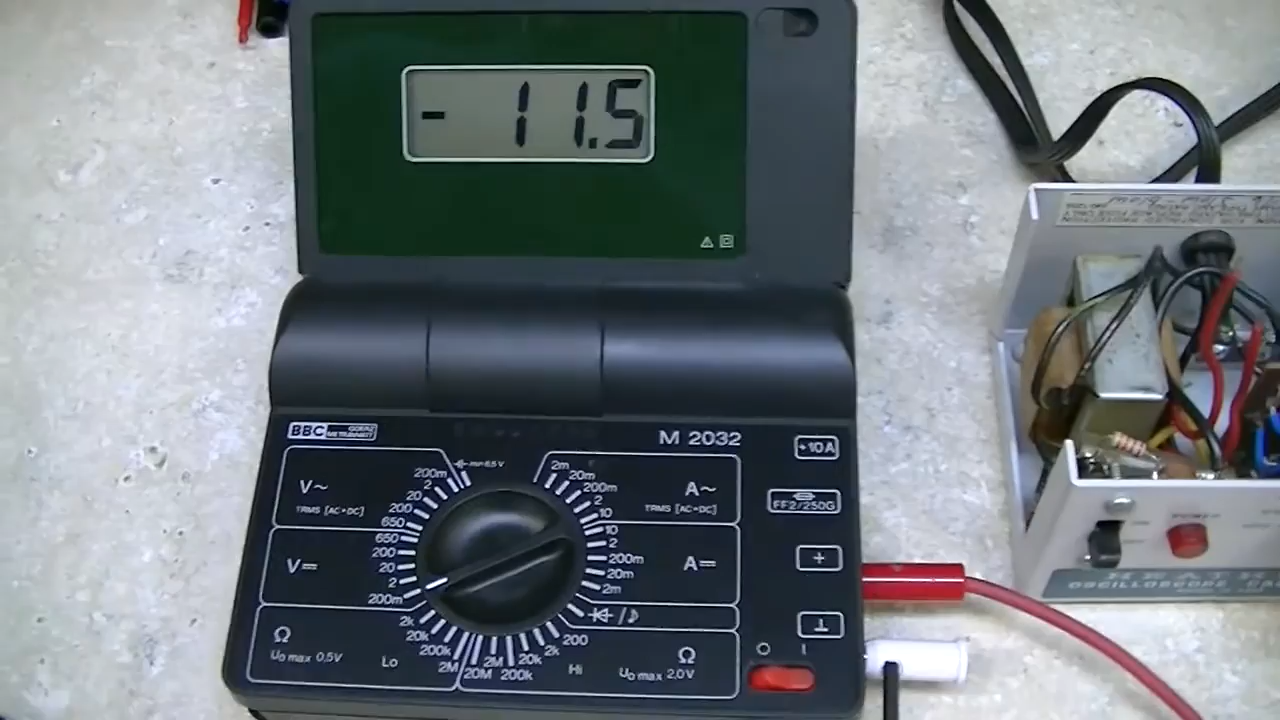 - 11.5
BBC GOERZ METRAWATT
M 2032
10A
V~
TRMS [AC+DC]
200m
2
20
200
650
A~
TRMS [AC+DC]
2m
20m
200m
2
10
FF2/250G
V=
650
200
20
2
200m
A=
10
2
200m
20m
2m
+
Ω
U₀ max 0,5V
Lo
2k
20k
200k
2M
20M
2M
200k
20k
2k
200
Hi
Ω
U₀ max 2,0V
O
I
POWER
OSCILLOSCOPE